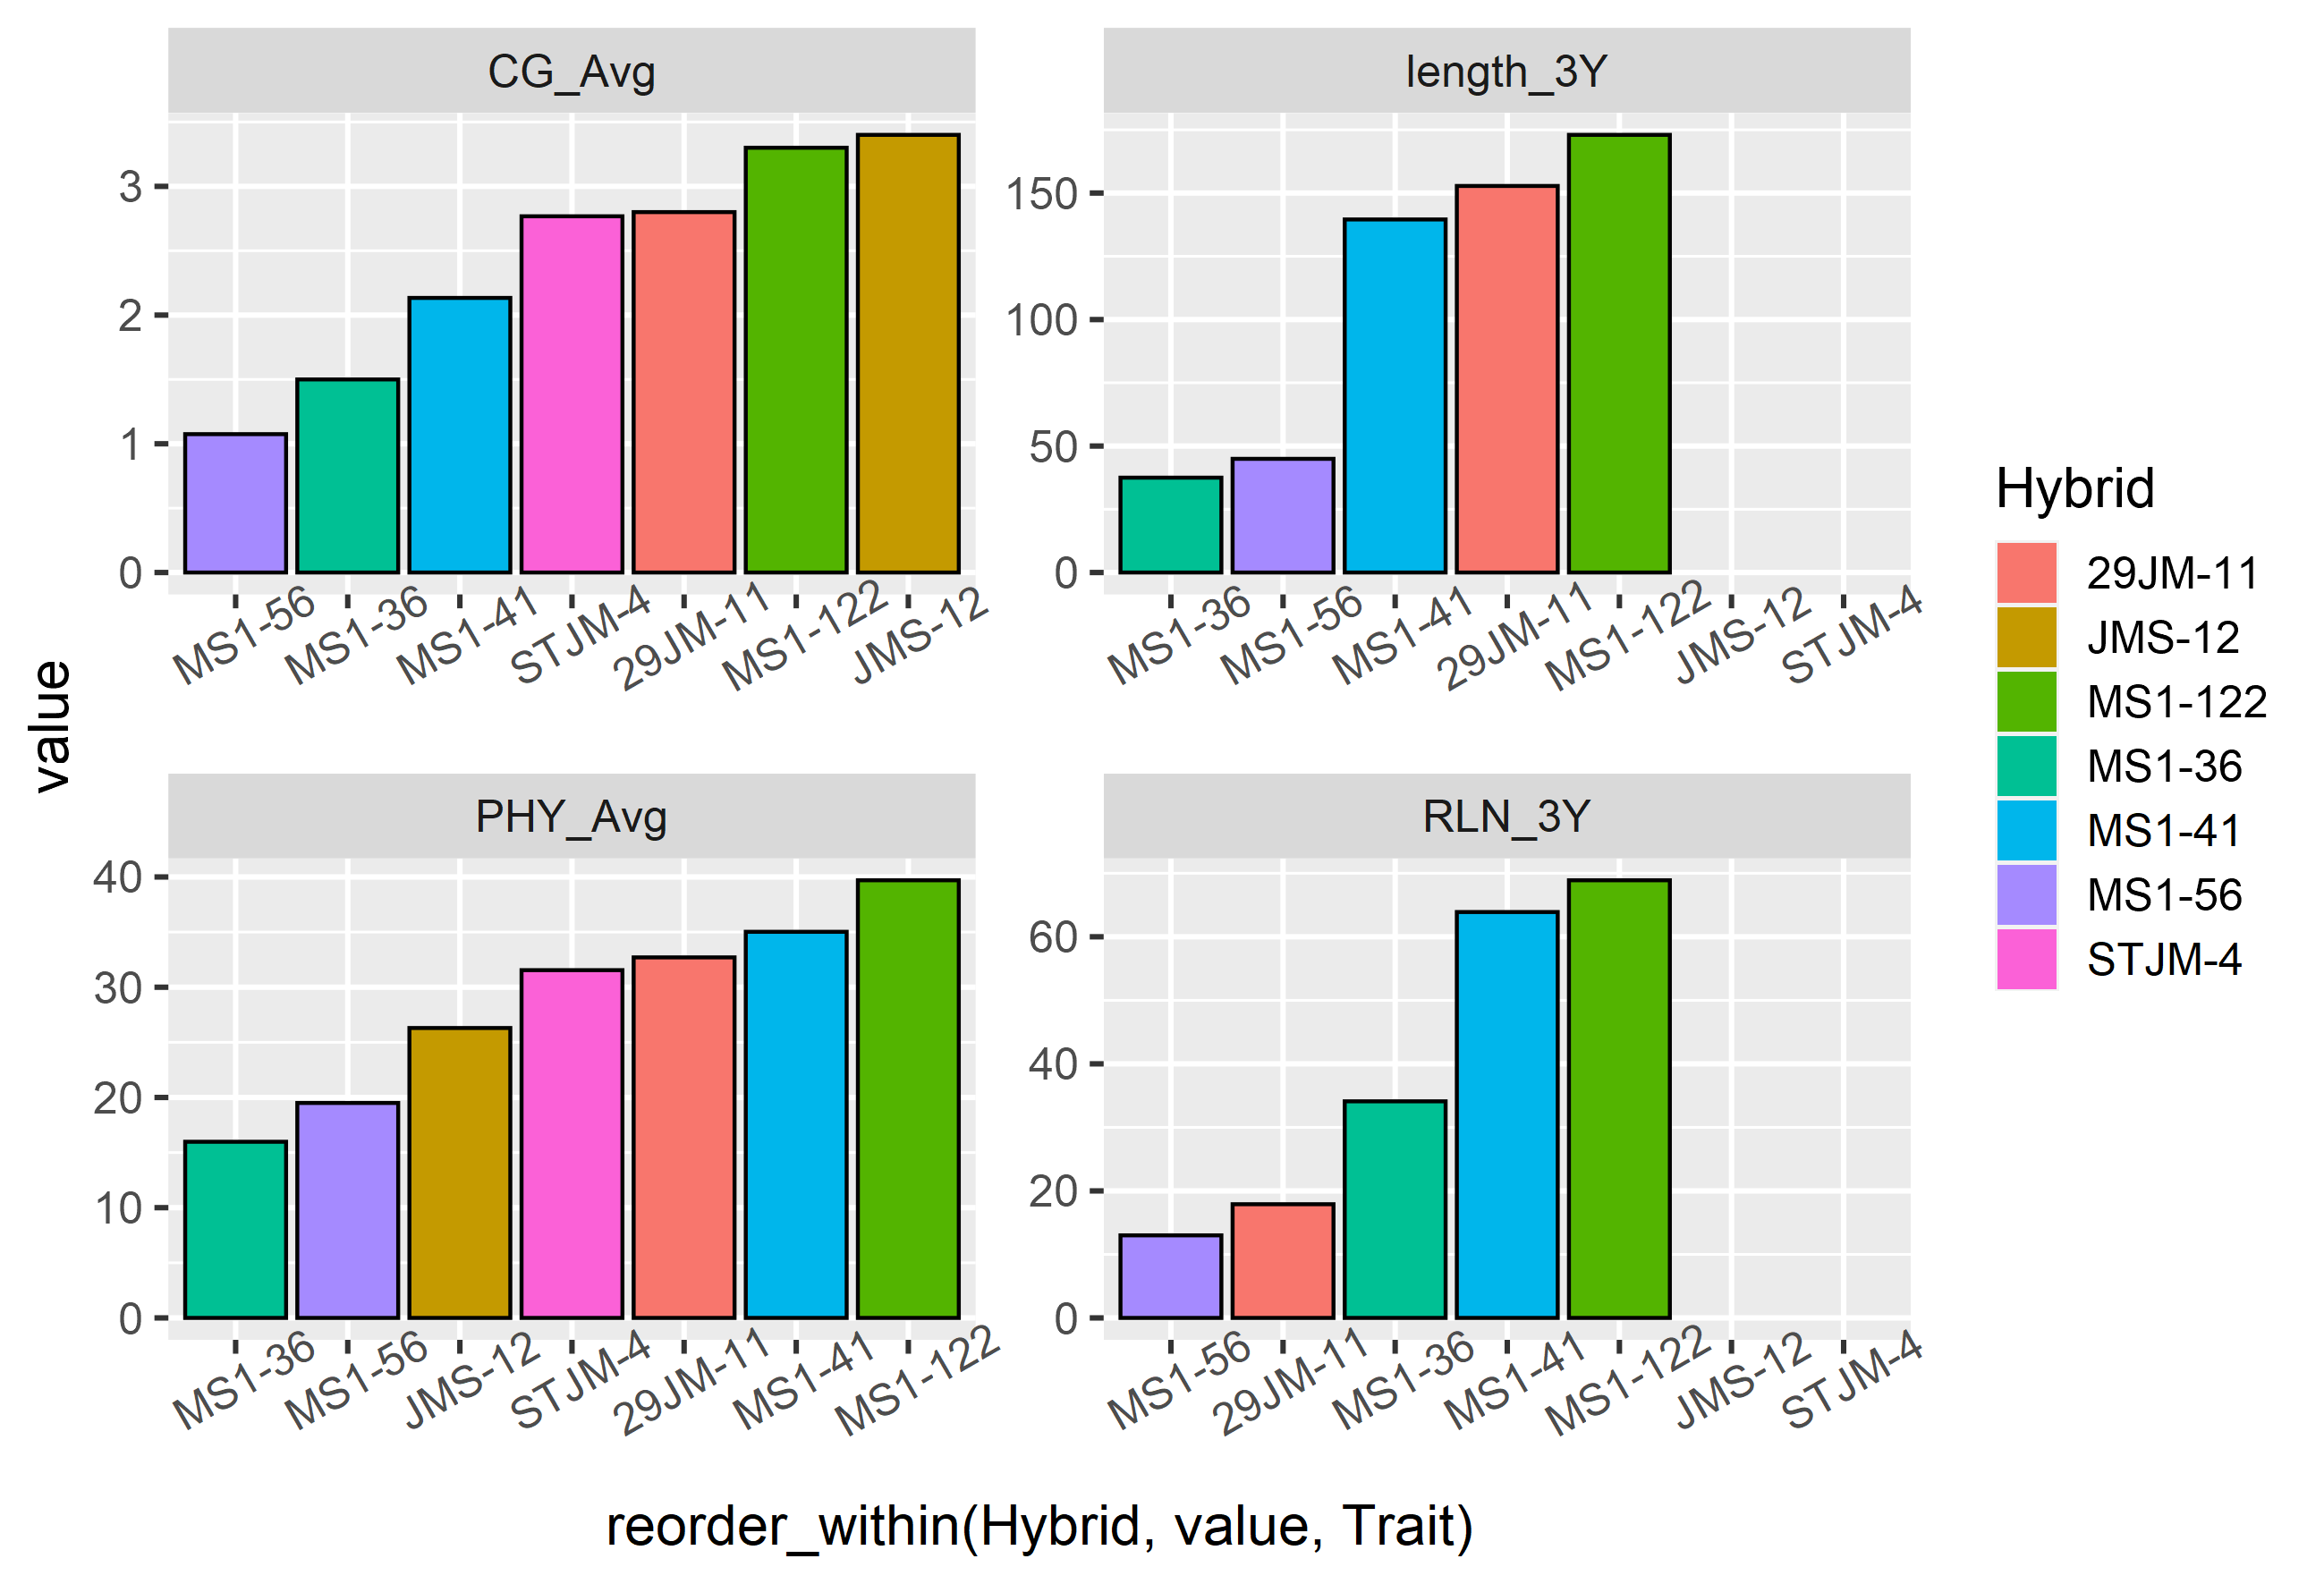 CG_Avg
length_3Y
3
2
1
0
150
100
50
0
MS1-56
MS1-36
MS1-41
STJM-4
29JM-11
MS1-122
JMS-12
MS1-36
MS1-56
MS1-41
29JM-11
MS1-122
JMS-12
STJM-4
value
PHY_Avg
RLN_3Y
40
30
20
10
0
60
40
20
0
MS1-36
MS1-56
JMS-12
STJM-4
29JM-11
MS1-41
MS1-122
MS1-56
29JM-11
MS1-36
MS1-41
MS1-122
JMS-12
STJM-4
reorder_within(Hybrid, value, Trait)
Hybrid
29JM-11
JMS-12
MS1-122
MS1-36
MS1-41
MS1-56
STJM-4